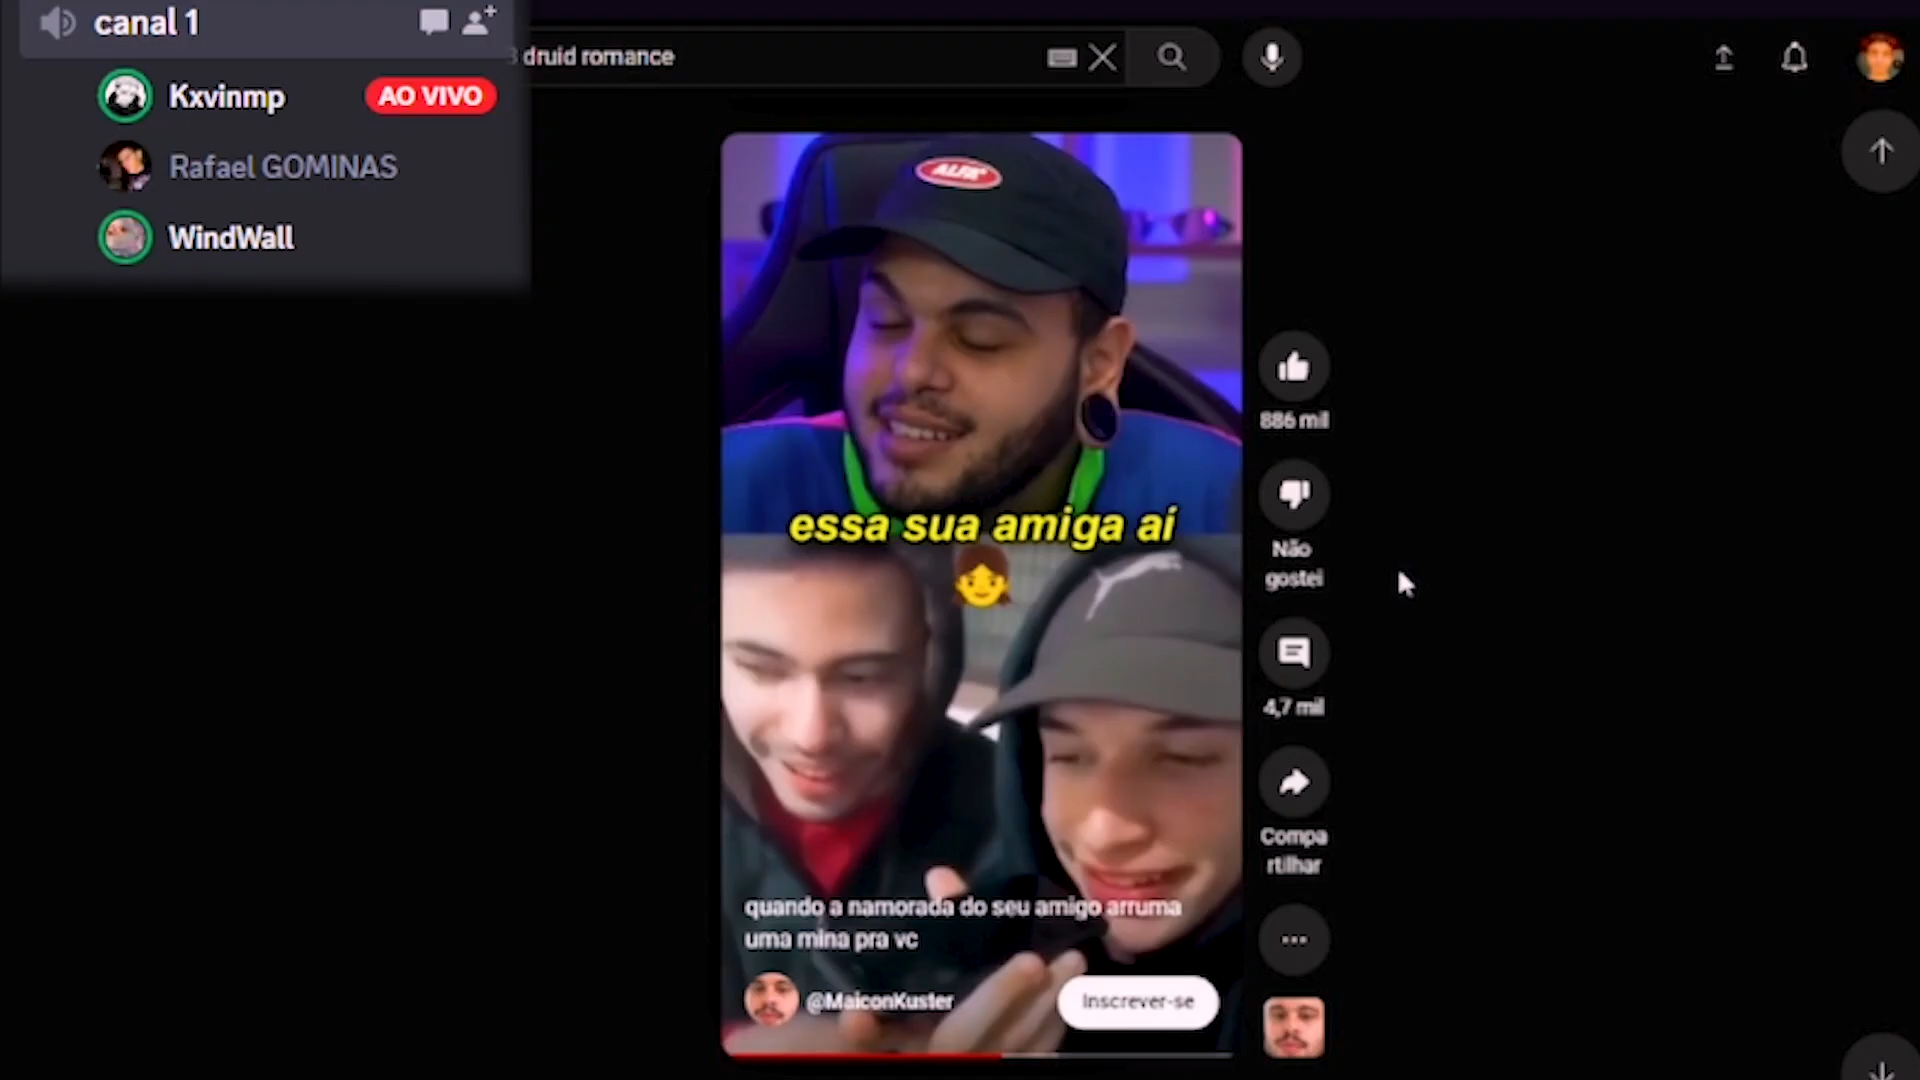 canal 1
Kxvinmp
AO VIVO
Rafael GOMINAS
WindWall
druid romance
ALFA
essa sua amiga aí
886 mil
Não
gostei
4,7 mil
Compa
rtilhar
quando a namorada do seu amigo arruma
uma mina pra vc
@MaiconKuster
Inscrever-se